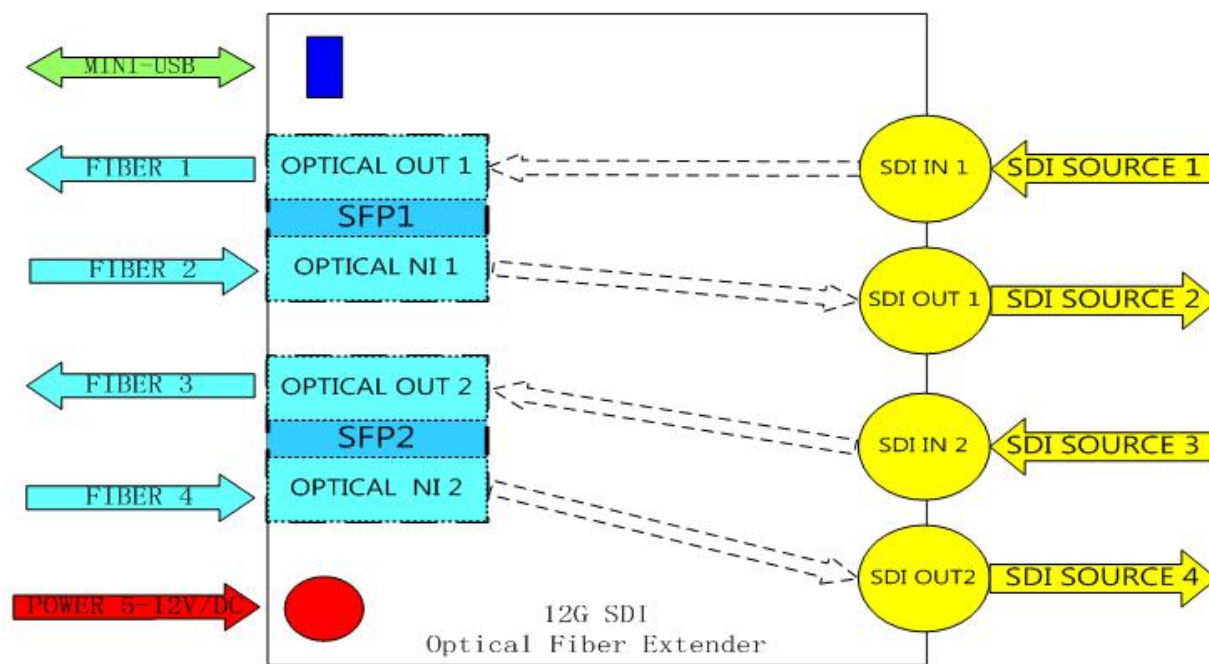 MINI-USB
FIBER 1
OPTICAL OUT 1
SDI IN 1
SDI SOURCE 1
SFP1
FIBER 2
OPTICAL NI 1
SDI OUT 1
SDI SOURCE 2
FIBER 3
OPTICAL OUT 2
SFP2
SDI IN 2
SDI SOURCE 3
FIBER 4
OPTICAL NI 2
SDI OUT2
SDI SOURCE 4
POWER 5-12V/DC
12G SDI
Optical Fiber Extender